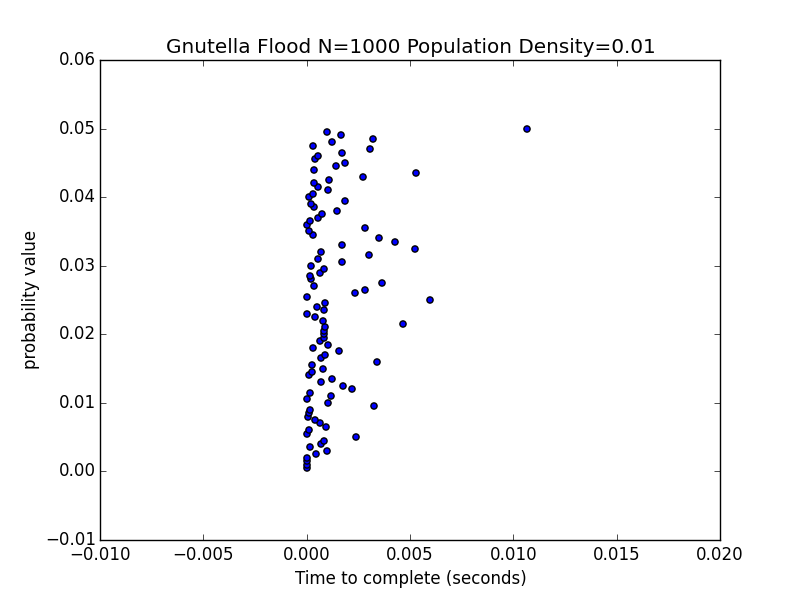 Gnutella Flood N=1000 Population Density=0.01
0.06
0.05
0.04
0.03
0.02
0.01
0.00
−0.01
probability value
−0.010 −0.005 0.000 0.005 0.010 0.015 0.020
Time to complete (seconds)